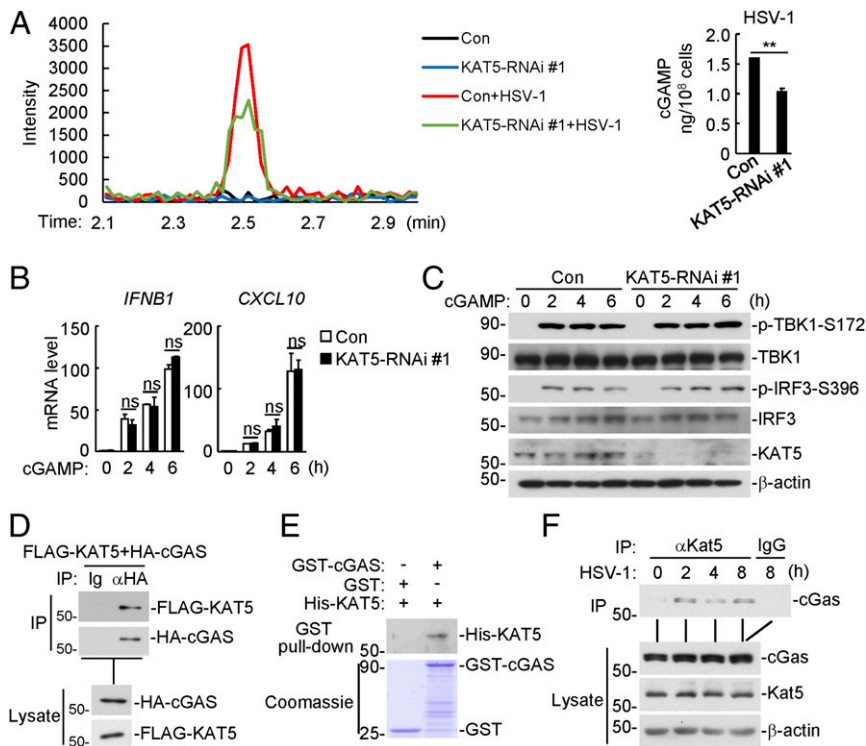 A
Intensity
4000
3500
3000
2500
2000
1500
1000
500
0
Time: 2.1 2.3 2.5 2.7 2.9 (min)
Con
KAT5-RNAi #1
Con+HSV-1
KAT5-RNAi #1+HSV-1
HSV-1
cGAMP
ng/10⁸ cells
2.0
1.5
1.0
0.5
0
**
Con
KAT5-RNAi #1
B
IFNB1 CXCL10
mRNA level
150
100
50
0
200
100
0
ns ns ns ns ns ns
Con
KAT5-RNAi #1
cGAMP: 0 2 4 6 0 2 4 6 (h)
C
Con KAT5-RNAi #1
cGAMP: 0 2 4 6 0 2 4 6 (h)
90- -p-TBK1-S172
90- -TBK1
50- -p-IRF3-S396
50- -IRF3
50- -KAT5
50- -β-actin
D
FLAG-KAT5+HA-cGAS
IP: Ig αHA
IP
50- -FLAG-KAT5
50- -HA-cGAS
Lysate
50- -HA-cGAS
50- -FLAG-KAT5
E
GST-cGAS: - +
GST: + -
His-KAT5: + +
GST
pull-down
50- -His-KAT5
Coomassie
90- -GST-cGAS
25- -GST
F
IP: αKat5 IgG
HSV-1: 0 2 4 8 8 (h)
IP 50- -cGas
Lysate
50- -cGas
50- -Kat5
50- -β-actin